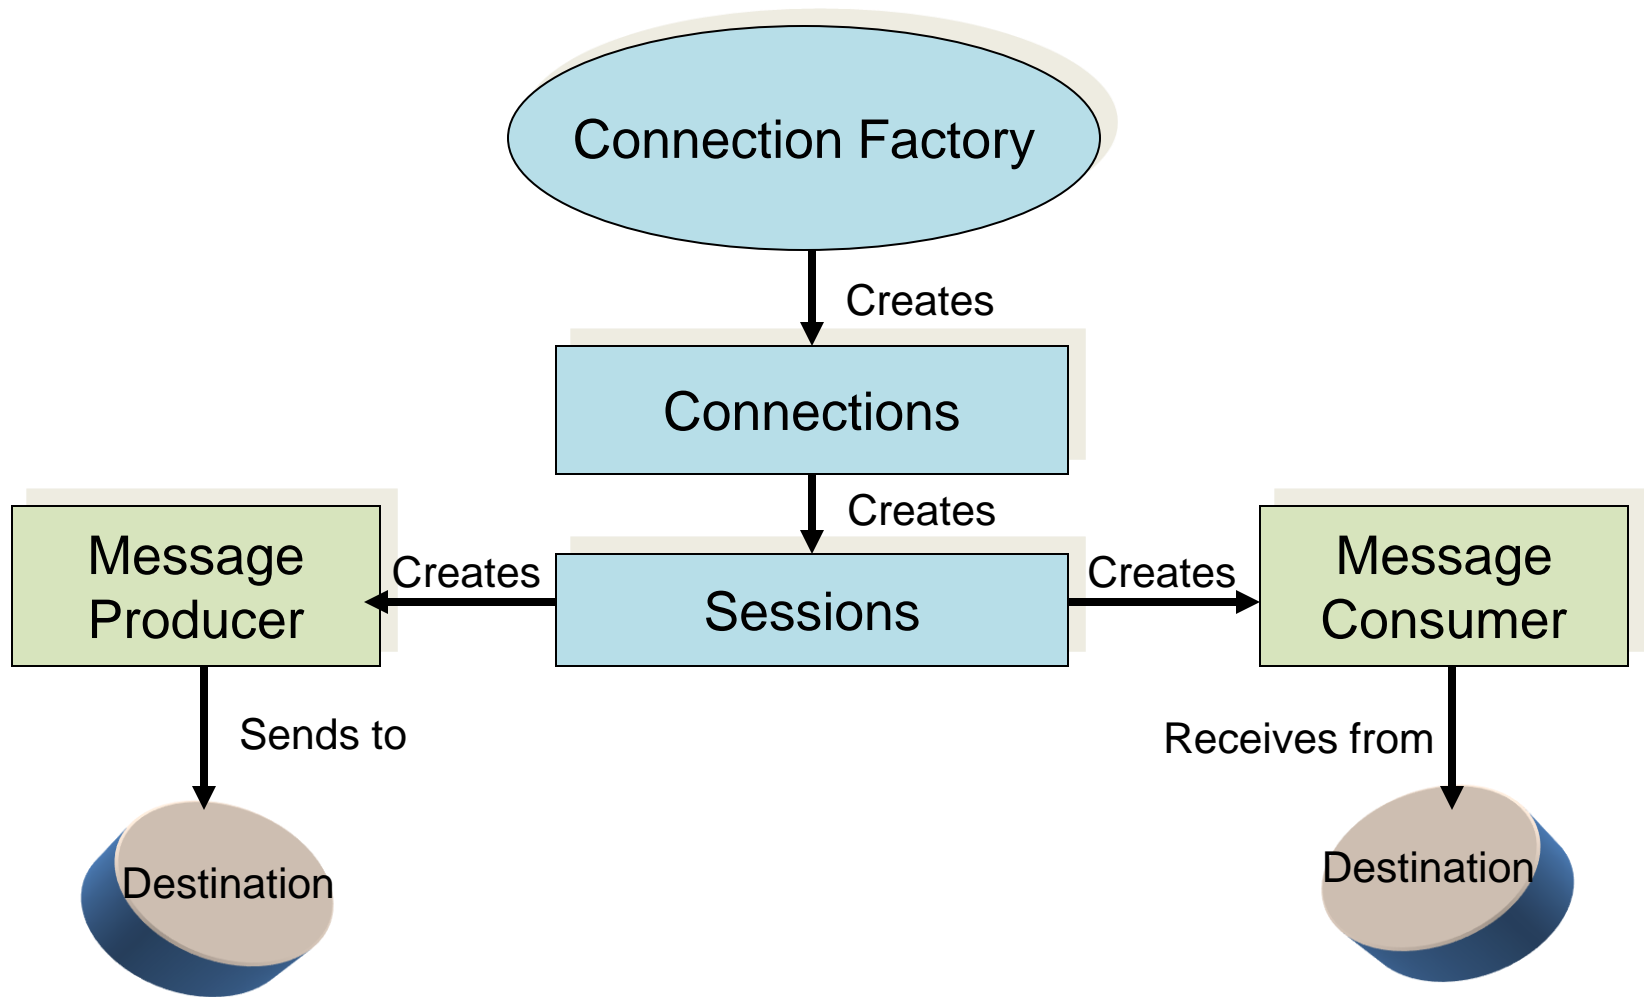 Connection Factory
Creates
Connections
Creates
Message
Producer
Creates
Sessions
Creates
Message
Consumer
Sends to
Receives from
Destination
Destination